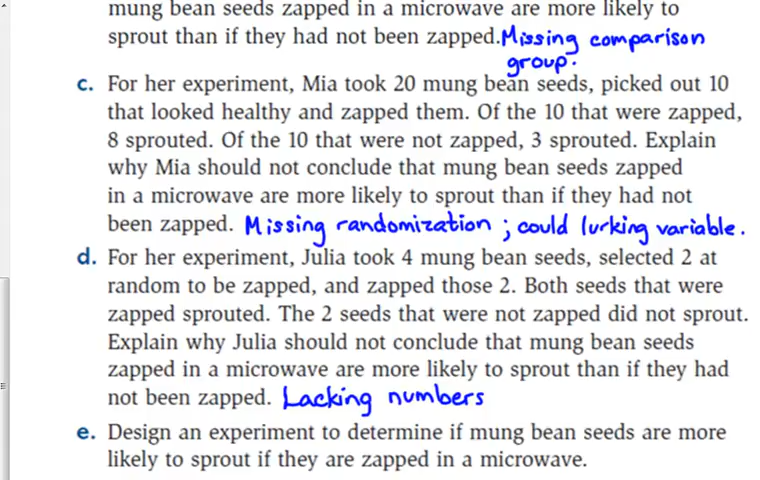 mung bean seeds zapped in a microwave are more likely to
sprout than if they had not been zapped. Missing comparison
group.
c. For her experiment, Mia took 20 mung bean seeds, picked out 10
that looked healthy and zapped them. Of the 10 that were zapped,
8 sprouted. Of the 10 that were not zapped, 3 sprouted. Explain
why Mia should not conclude that mung bean seeds zapped
in a microwave are more likely to sprout than if they had not
been zapped. Missing randomization ; could lurking variable.
d. For her experiment, Julia took 4 mung bean seeds, selected 2 at
random to be zapped, and zapped those 2. Both seeds that were
zapped sprouted. The 2 seeds that were not zapped did not sprout.
Explain why Julia should not conclude that mung bean seeds
zapped in a microwave are more likely to sprout than if they had
not been zapped. Lacking numbers
e. Design an experiment to determine if mung bean seeds are more
likely to sprout if they are zapped in a microwave.